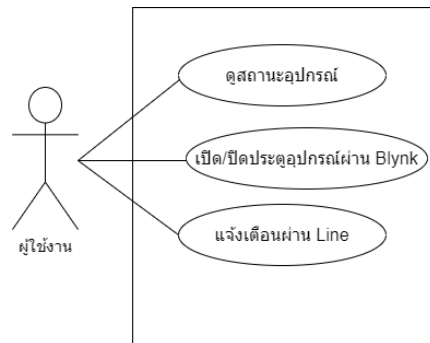 ดูสถานะอุปกรณ์
เปิด/ปิดประตูอุปกรณ์ผ่าน Blynk
แจ้งเตือนผ่าน Line
ผู้ใช้งาน